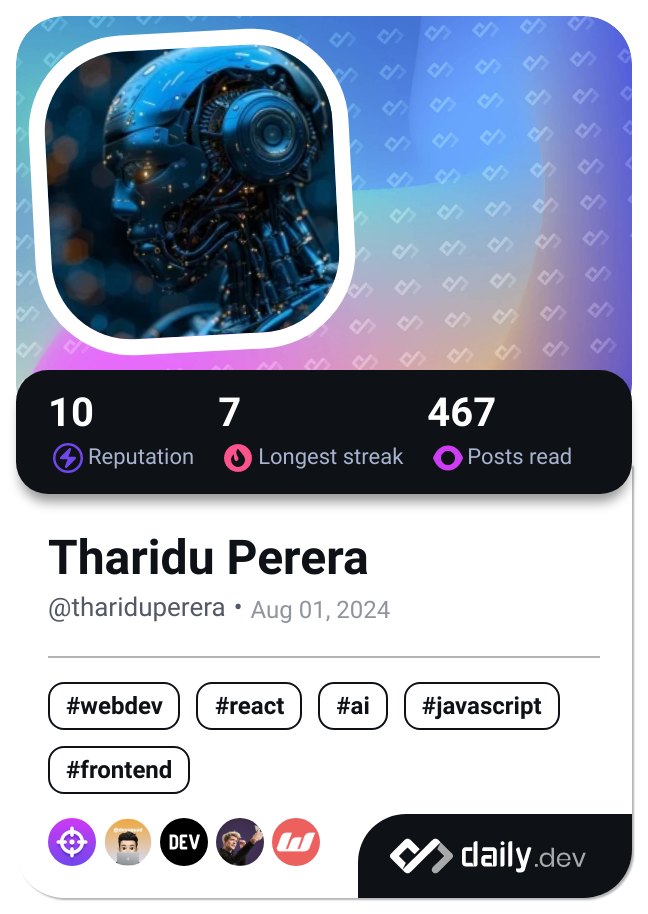 10 7 467
Reputation Longest streak Posts read
Tharidu Perera
@thariduperera • Aug 01, 2024
#webdev #react #ai #javascript
#frontend
DEV
daily.dev